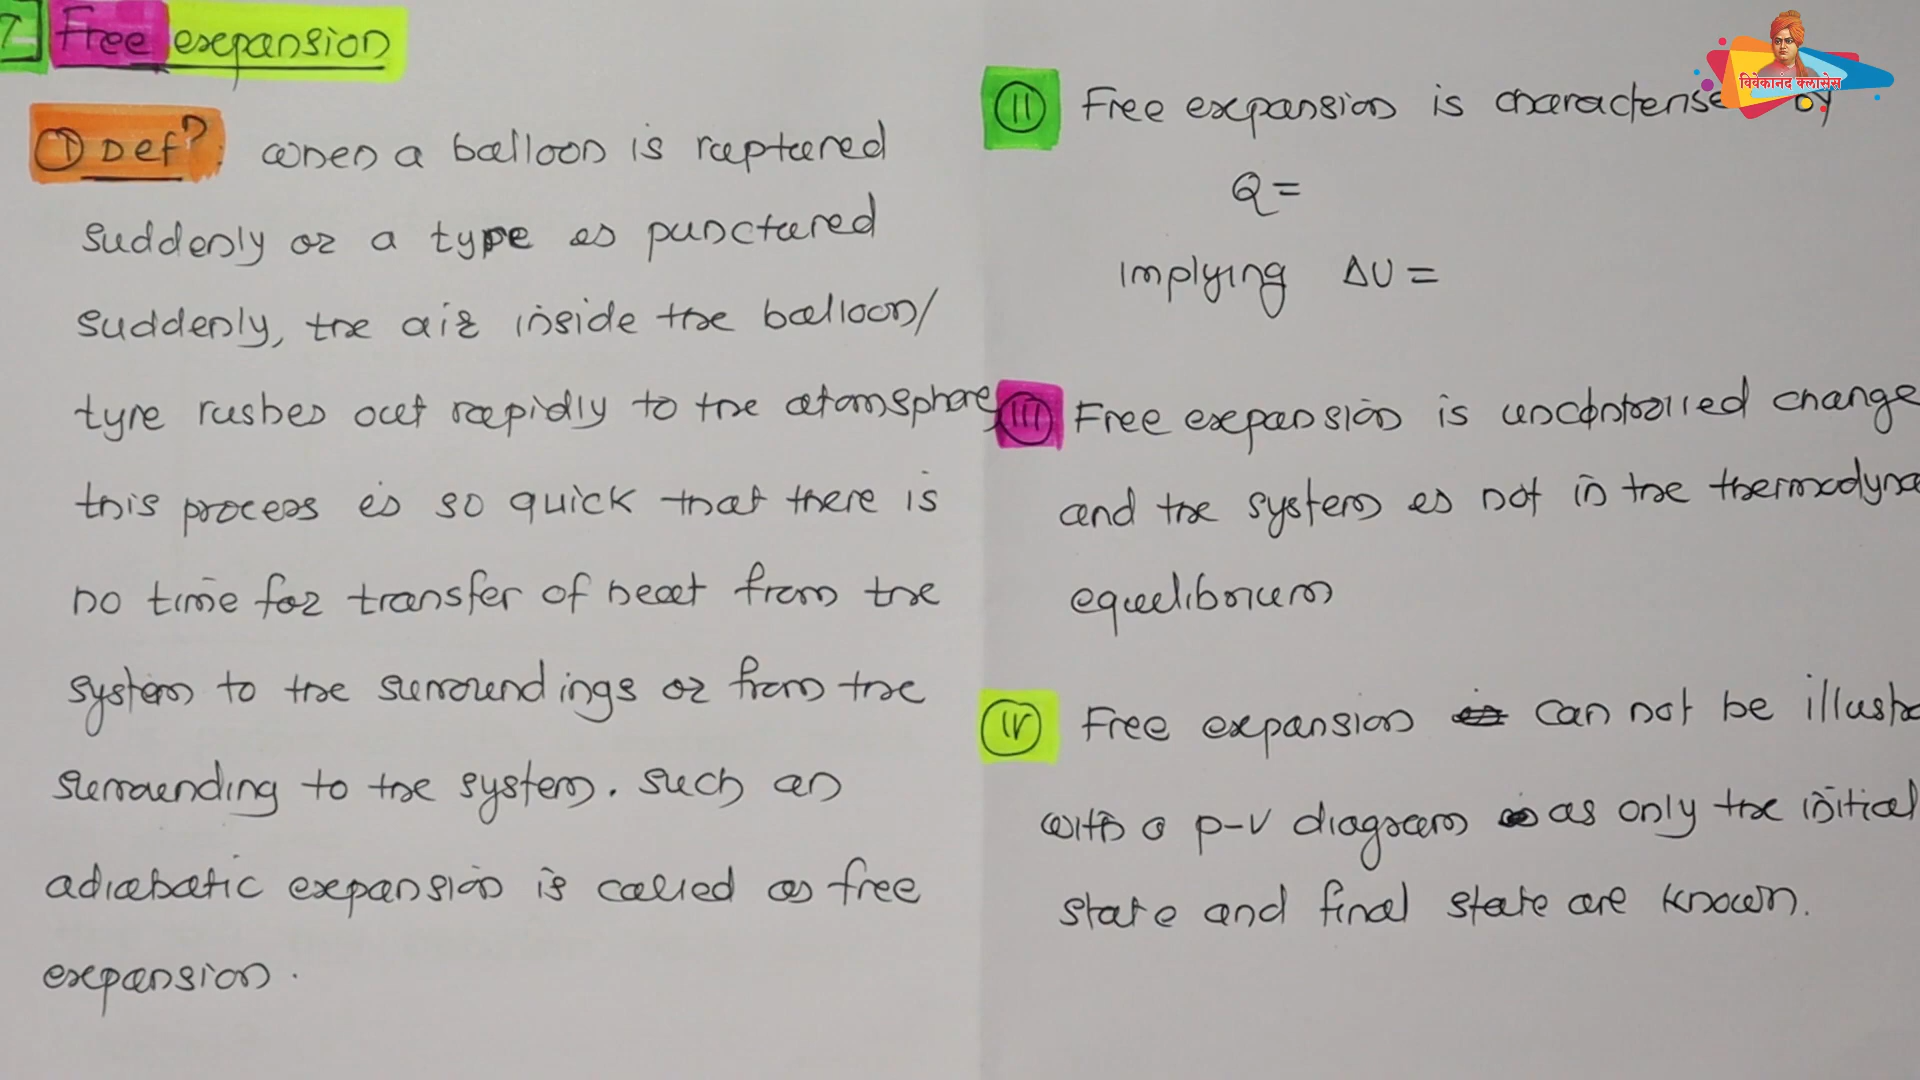 Free expansion
① Def? when a balloon is ruptured
suddenly or a type is punctured
suddenly, the air inside the balloon/
tyre rushes out rapidly to the atomsphore
this process is so quick that there is
no time for transfer of heat from the
system to the surroundings or from the
surrounding to the system. such an
adiabatic expansion is called as free
expansion.
विवेकानंद क्लासेस
II Free expansion is characterise by
Q =
implying ΔU =
III Free expansion is uncontrolled change
and the system is not in the thermodyna
equilibrium
IV Free expansion can not be illustr
with a p-v diagram as only the initial
state and final state are known.